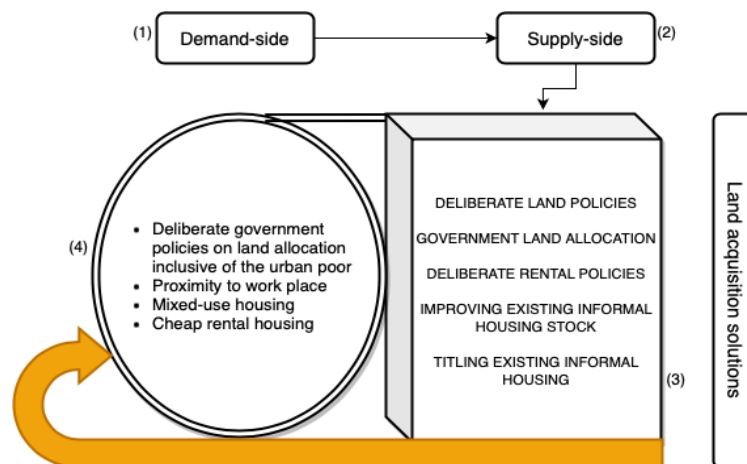 (1) Demand-side
Supply-side (2)
(4)
• Deliberate government
policies on land allocation
inclusive of the urban poor
• Proximity to work place
• Mixed-use housing
• Cheap rental housing
DELIBERATE LAND POLICIES
GOVERNMENT LAND ALLOCATION
DELIBERATE RENTAL POLICIES
IMPROVING EXISTING INFORMAL
HOUSING STOCK
TITLING EXISTING INFORMAL
HOUSING
(3)
Land acquisition solutions